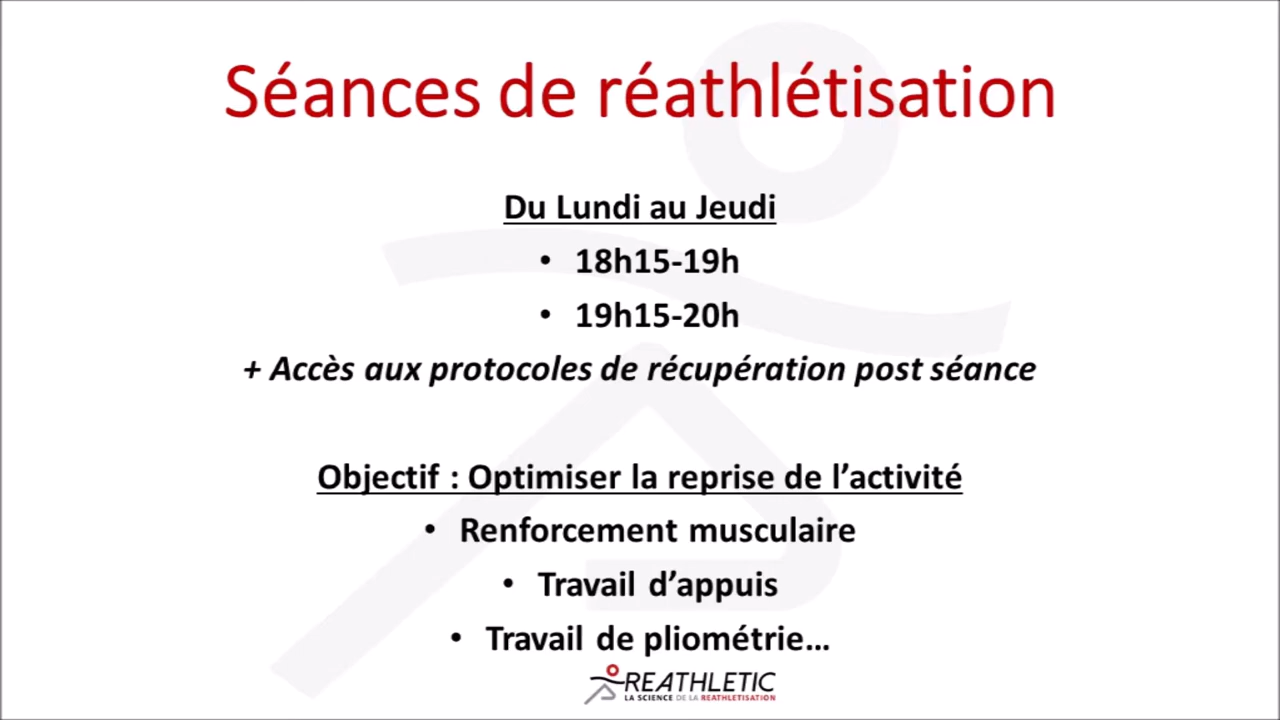 Séances de réathlétisation
Du Lundi au Jeudi
• 18h15-19h
• 19h15-20h
+ Accès aux protocoles de récupération post séance
Objectif : Optimiser la reprise de l’activité
• Renforcement musculaire
• Travail d’appuis
• Travail de pliométrie…
REATHLETIC
LA SCIENCE DE LA REATHLETISATION